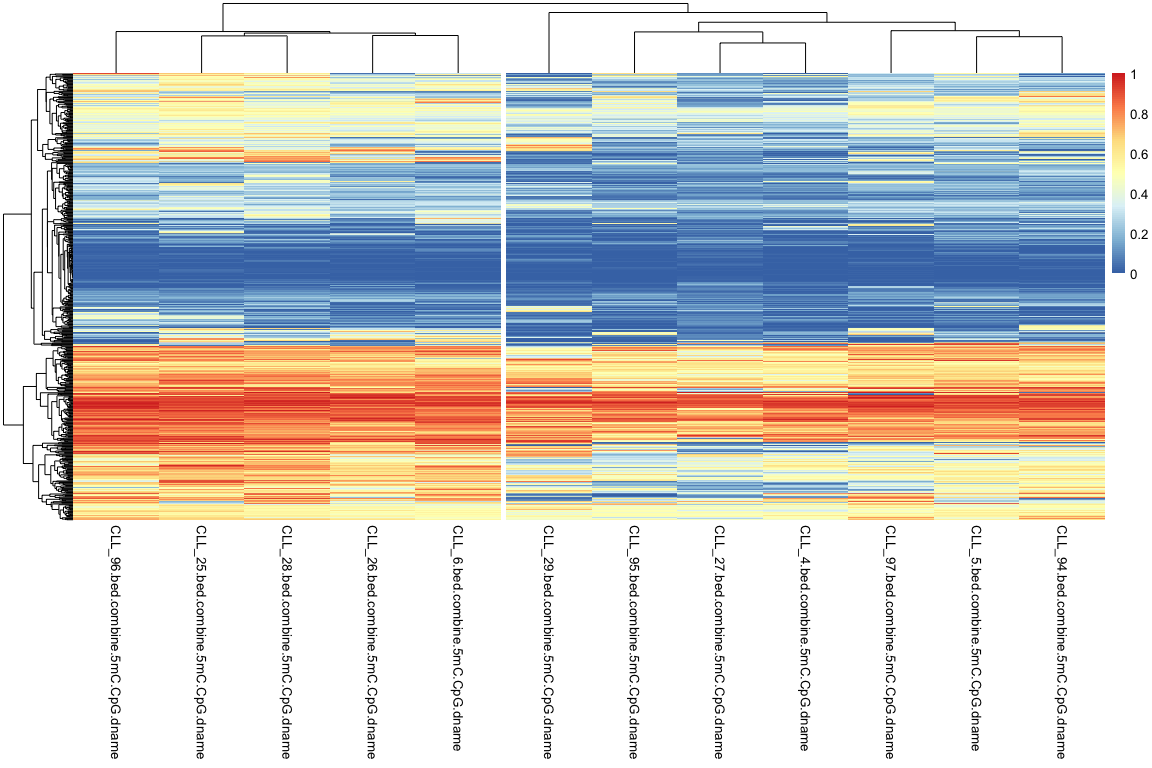 1
0.8
0.6
0.4
0.2
0
CLL_96.bed.combine.5mC.CpG.dname
CLL_25.bed.combine.5mC.CpG.dname
CLL_28.bed.combine.5mC.CpG.dname
CLL_26.bed.combine.5mC.CpG.dname
CLL_6.bed.combine.5mC.CpG.dname
CLL_29.bed.combine.5mC.CpG.dname
CLL_95.bed.combine.5mC.CpG.dname
CLL_27.bed.combine.5mC.CpG.dname
CLL_4.bed.combine.5mC.CpG.dname
CLL_97.bed.combine.5mC.CpG.dname
CLL_5.bed.combine.5mC.CpG.dname
CLL_94.bed.combine.5mC.CpG.dname